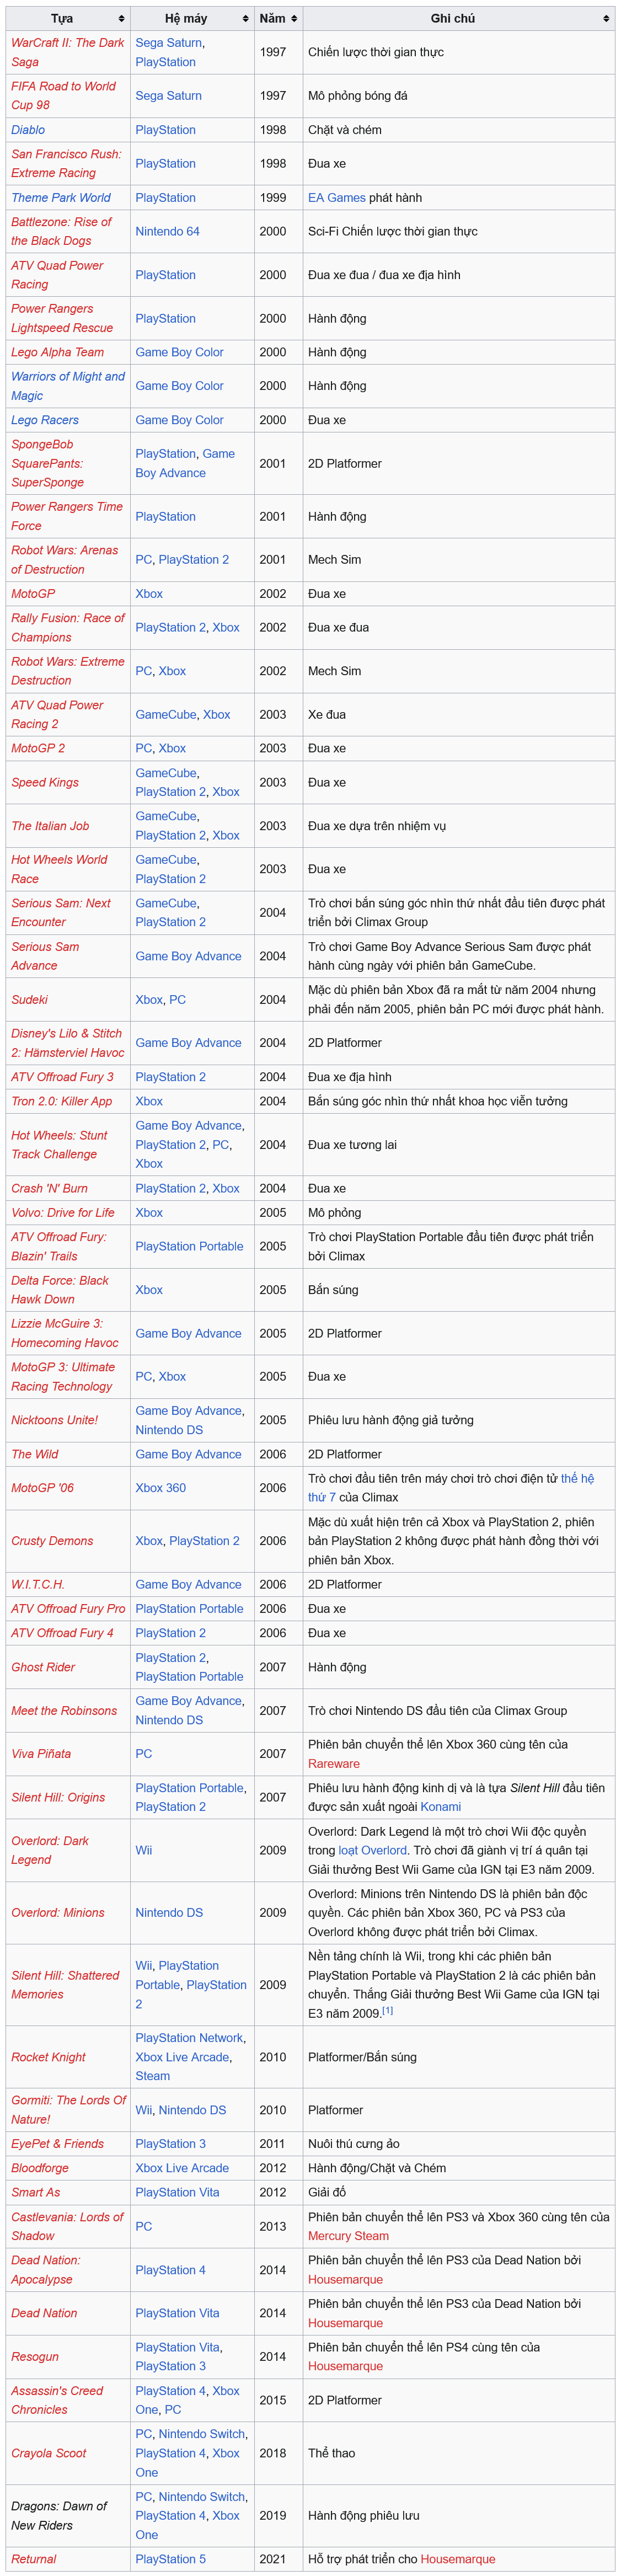 Tựa Hệ máy Năm Ghi chú
WarCraft II: The Dark Saga Sega Saturn, PlayStation 1997 Chiến lược thời gian thực
FIFA Road to World Cup 98 Sega Saturn 1997 Mô phỏng bóng đá
Diablo PlayStation 1998 Chặt và chém
San Francisco Rush: Extreme Racing PlayStation 1998 Đua xe
Theme Park World PlayStation 1999 EA Games phát hành
Battlezone: Rise of the Black Dogs Nintendo 64 2000 Sci-Fi Chiến lược thời gian thực
ATV Quad Power Racing PlayStation 2000 Đua xe đua / đua xe địa hình
Power Rangers Lightspeed Rescue PlayStation 2000 Hành động
Lego Alpha Team Game Boy Color 2000 Hành động
Warriors of Might and Magic Game Boy Color 2000 Hành động
Lego Racers Game Boy Color 2000 Đua xe
SpongeBob SquarePants: SuperSponge PlayStation, Game Boy Advance 2001 2D Platformer
Power Rangers Time Force PlayStation 2001 Hành động
Robot Wars: Arenas of Destruction PC, PlayStation 2 2001 Mech Sim
MotoGP Xbox 2002 Đua xe
Rally Fusion: Race of Champions PlayStation 2, Xbox 2002 Đua xe đua
Robot Wars: Extreme Destruction PC, Xbox 2002 Mech Sim
ATV Quad Power Racing 2 GameCube, Xbox 2003 Xe đua
MotoGP 2 PC, Xbox 2003 Đua xe
Speed Kings GameCube, PlayStation 2, Xbox 2003 Đua xe
The Italian Job GameCube, PlayStation 2, Xbox 2003 Đua xe dựa trên nhiệm vụ
Hot Wheels World Race GameCube, PlayStation 2 2003 Đua xe
Serious Sam: Next Encounter GameCube, PlayStation 2 2004 Trò chơi bắn súng góc nhìn thứ nhất đầu tiên được phát triển bởi Climax Group
Serious Sam Advance Game Boy Advance 2004 Trò chơi Game Boy Advance Serious Sam được phát hành cùng ngày với phiên bản GameCube.
Sudeki Xbox, PC 2004 Mặc dù phiên bản Xbox đã ra mắt từ năm 2004 nhưng phải đến năm 2005, phiên bản PC mới được phát hành.
Disney's Lilo & Stitch 2: Hämsterviel Havoc Game Boy Advance 2004 2D Platformer
ATV Offroad Fury 3 PlayStation 2 2004 Đua xe địa hình
Tron 2.0: Killer App Xbox 2004 Bắn súng góc nhìn thứ nhất khoa học viễn tưởng
Hot Wheels: Stunt Track Challenge Game Boy Advance, PlayStation 2, PC, Xbox 2004 Đua xe tương lai
Crash 'N' Burn PlayStation 2, Xbox 2004 Đua xe
Volvo: Drive for Life Xbox 2005 Mô phỏng
ATV Offroad Fury: Blazin' Trails PlayStation Portable 2005 Trò chơi PlayStation Portable đầu tiên được phát triển bởi Climax
Delta Force: Black Hawk Down Xbox 2005 Bắn súng
Lizzie McGuire 3: Homecoming Havoc Game Boy Advance 2005 2D Platformer
MotoGP 3: Ultimate Racing Technology PC, Xbox 2005 Đua xe
Nicktoons Unite! Game Boy Advance, Nintendo DS 2005 Phiêu lưu hành động giả tưởng
The Wild Game Boy Advance 2006 2D Platformer
MotoGP '06 Xbox 360 2006 Trò chơi đầu tiên trên máy chơi trò chơi điện tử thế hệ thứ 7 của Climax
Crusty Demons Xbox, PlayStation 2 2006 Mặc dù xuất hiện trên cả Xbox và PlayStation 2, phiên bản PlayStation 2 không được phát hành đồng thời với phiên bản Xbox.
W.I.T.C.H. Game Boy Advance 2006 2D Platformer
ATV Offroad Fury Pro PlayStation Portable 2006 Đua xe
ATV Offroad Fury 4 PlayStation 2 2006 Đua xe
Ghost Rider PlayStation 2, PlayStation Portable 2007 Hành động
Meet the Robinsons Game Boy Advance, Nintendo DS 2007 Trò chơi Nintendo DS đầu tiên của Climax Group
Viva Piñata PC 2007 Phiên bản chuyển thể lên Xbox 360 cùng tên của Rareware
Silent Hill: Origins PlayStation Portable, PlayStation 2 2007 Phiêu lưu hành động kinh dị và là tựa Silent Hill đầu tiên được sản xuất ngoài Konami
Overlord: Dark Legend Wii 2009 Overlord: Dark Legend là một trò chơi Wii độc quyền trong loạt Overlord. Trò chơi đã giành vị trí á quân tại Giải thưởng Best Wii Game của IGN tại E3 năm 2009.
Overlord: Minions Nintendo DS 2009 Overlord: Minions trên Nintendo DS là phiên bản độc quyền. Các phiên bản Xbox 360, PC và PS3 của Overlord không được phát triển bởi Climax.
Silent Hill: Shattered Memories Wii, PlayStation Portable, PlayStation 2 2009 Nền tảng chính là Wii, trong khi các phiên bản PlayStation Portable và PlayStation 2 là các phiên bản chuyển. Thắng Giải thưởng Best Wii Game của IGN tại E3 năm 2009.[1]
Rocket Knight PlayStation Network, Xbox Live Arcade, Steam 2010 Platformer/Bắn súng
Gormiti: The Lords Of Nature! Wii, Nintendo DS 2010 Platformer
EyePet & Friends PlayStation 3 2011 Nuôi thú cưng ảo
Bloodforge Xbox Live Arcade 2012 Hành động/Chặt và Chém
Smart As PlayStation Vita 2012 Giải đố
Castlevania: Lords of Shadow PC 2013 Phiên bản chuyển thể lên PS3 và Xbox 360 cùng tên của Mercury Steam
Dead Nation: Apocalypse PlayStation 4 2014 Phiên bản chuyển thể lên PS3 của Dead Nation bởi Housemarque
Dead Nation PlayStation Vita 2014 Phiên bản chuyển thể lên PS3 của Dead Nation bởi Housemarque
Resogun PlayStation Vita, PlayStation 3 2014 Phiên bản chuyển thể lên PS4 cùng tên của Housemarque
Assassin's Creed Chronicles PlayStation 4, Xbox One, PC 2015 2D Platformer
Crayola Scoot PC, Nintendo Switch, PlayStation 4, Xbox One 2018 Thể thao
Dragons: Dawn of New Riders PC, Nintendo Switch, PlayStation 4, Xbox One 2019 Hành động phiêu lưu
Returnal PlayStation 5 2021 Hỗ trợ phát triển cho Housemarque